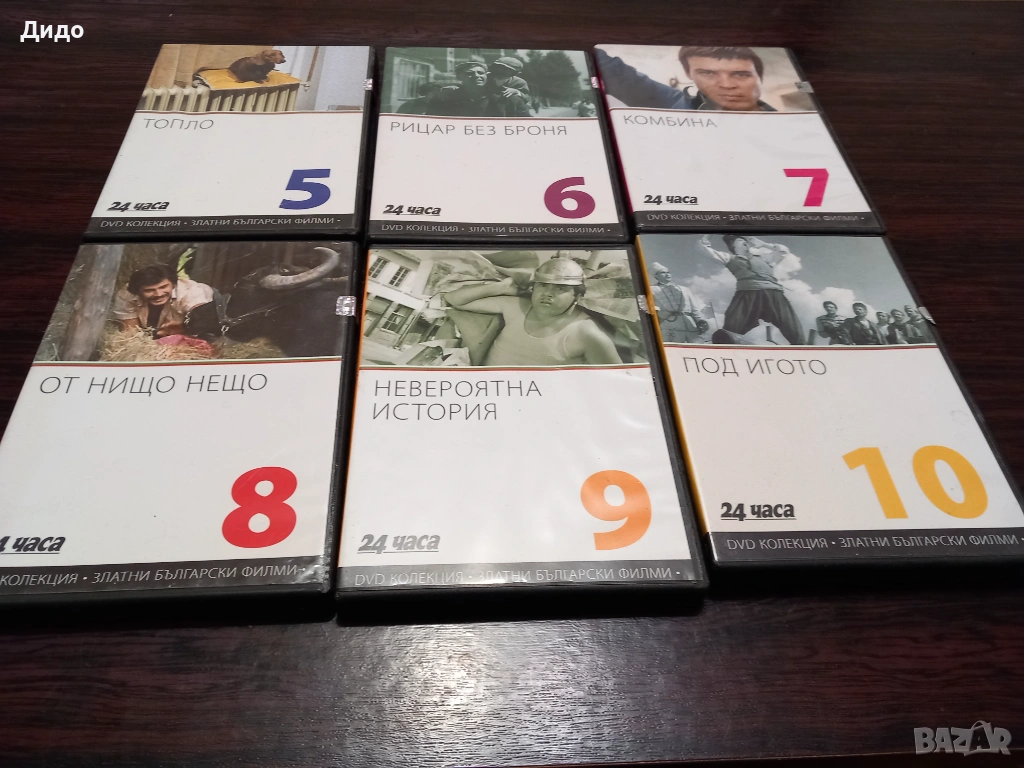 Дидо
ТОПЛО
5
24 часа
DVD КОЛЕКЦИЯ • ЗЛАТНИ БЪЛГАРСКИ ФИЛМИ •
РИЦАР БЕЗ БРОНЯ
6
24 часа
DVD КОЛЕКЦИЯ • ЗЛАТНИ БЪЛГАРСКИ ФИЛМИ •
КОМБИНА
7
24 часа
DVD КОЛЕКЦИЯ • ЗЛАТНИ БЪЛГАРСКИ ФИЛМИ •
ОТ НИЩО НЕЩО
8
4 часа
КОЛЕКЦИЯ • ЗЛАТНИ БЪЛГАРСКИ ФИЛМИ •
НЕВЕРОЯТНА
ИСТОРИЯ
9
24 часа
DVD КОЛЕКЦИЯ • ЗЛАТНИ БЪЛГАРСКИ ФИЛМИ •
ПОД ИГОТО
10
24 часа
DVD КОЛЕКЦИЯ • ЗЛАТНИ БЪЛГАРСКИ ФИЛМИ •
BAZAR